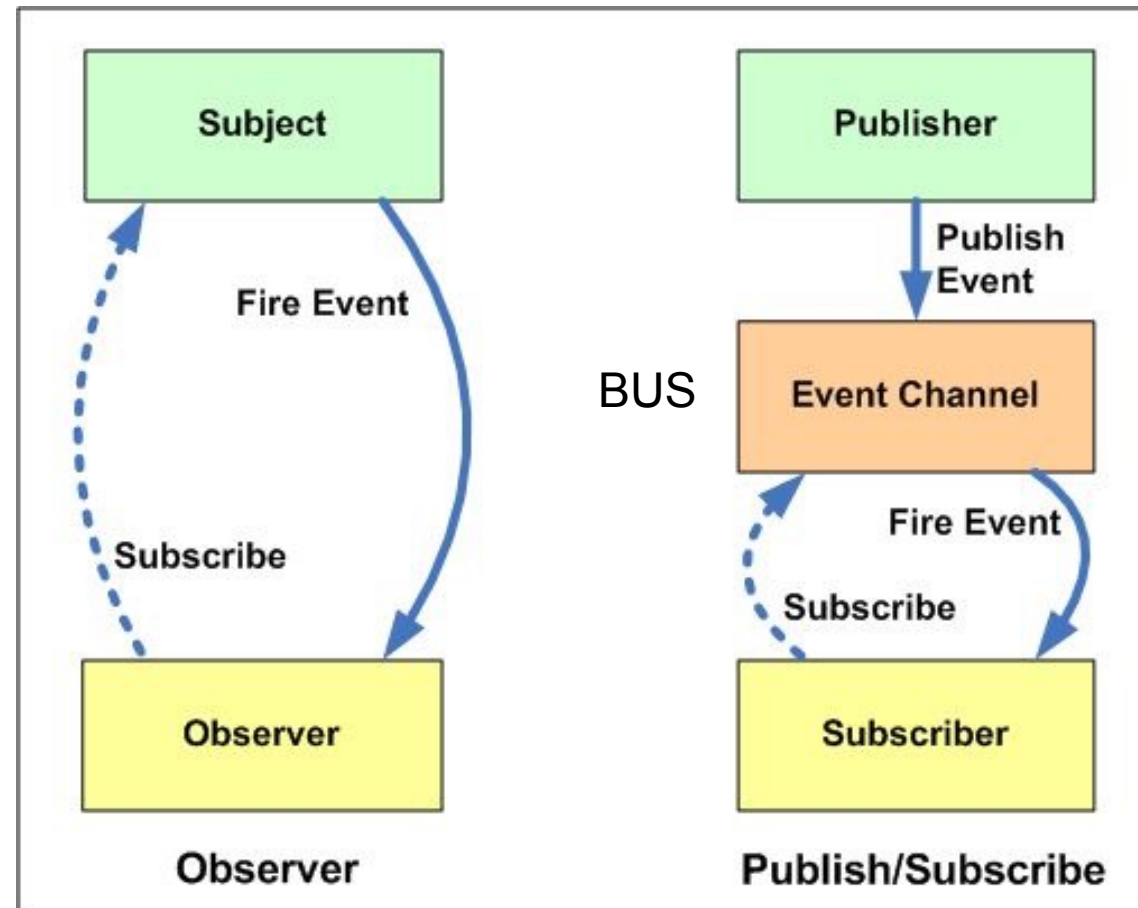 Subject
Fire Event
Subscribe
Observer
Observer
Publisher
Publish
Event
BUS
Event Channel
Fire Event
Subscribe
Subscriber
Publish/Subscribe